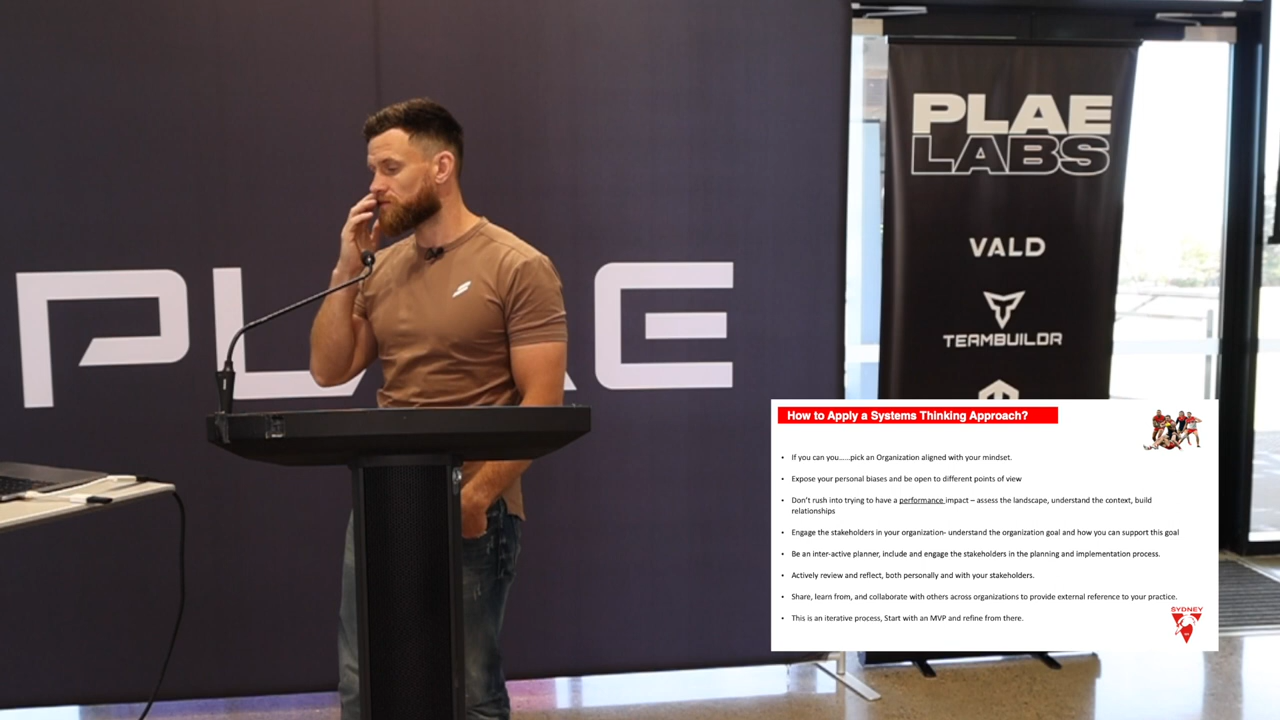 PLAE
PLAE
LABS
VALD
TEAMBUILDR
How to Apply a Systems Thinking Approach?
• If you can you......pick an Organization aligned with your mindset.
• Expose your personal biases and be open to different points of view
• Don't rush into trying to have a performance impact – assess the landscape, understand the context, build
relationships
• Engage the stakeholders in your organization- understand the organization goal and how you can support this goal
• Be an inter-active planner, include and engage the stakeholders in the planning and implementation process.
• Actively review and reflect, both personally and with your stakeholders.
• Share, learn from, and collaborate with others across organizations to provide external reference to your practice.
• This is an iterative process, Start with an MVP and refine from there.
SYDNEY